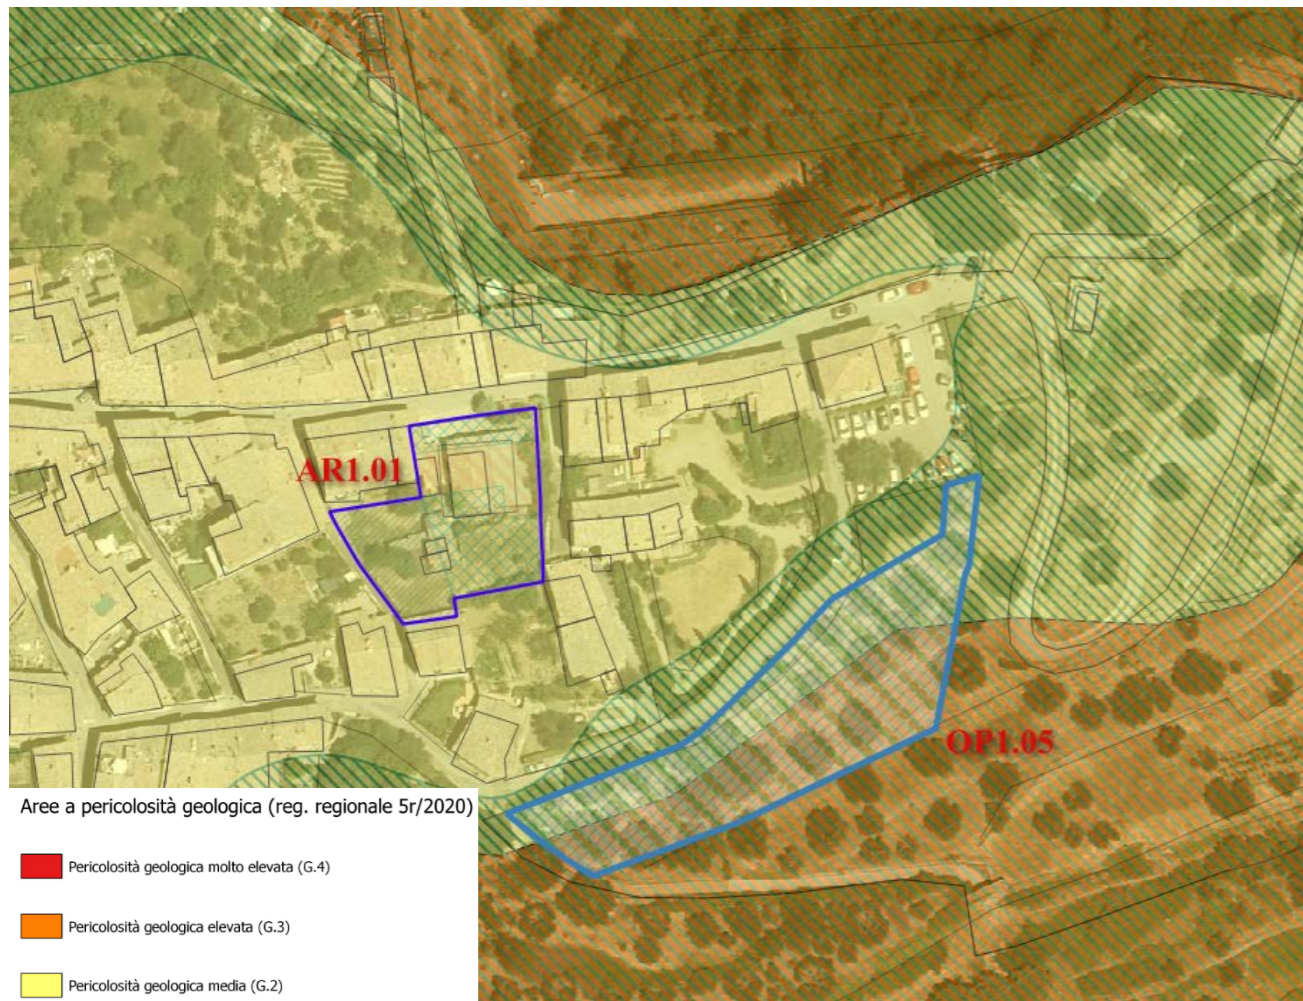 AR1.01
OP1.05
Aree a pericolosità geologica (reg. regionale 5r/2020)
Pericolosità geologica molto elevata (G.4)
Pericolosità geologica elevata (G.3)
Pericolosità geologica media (G.2)